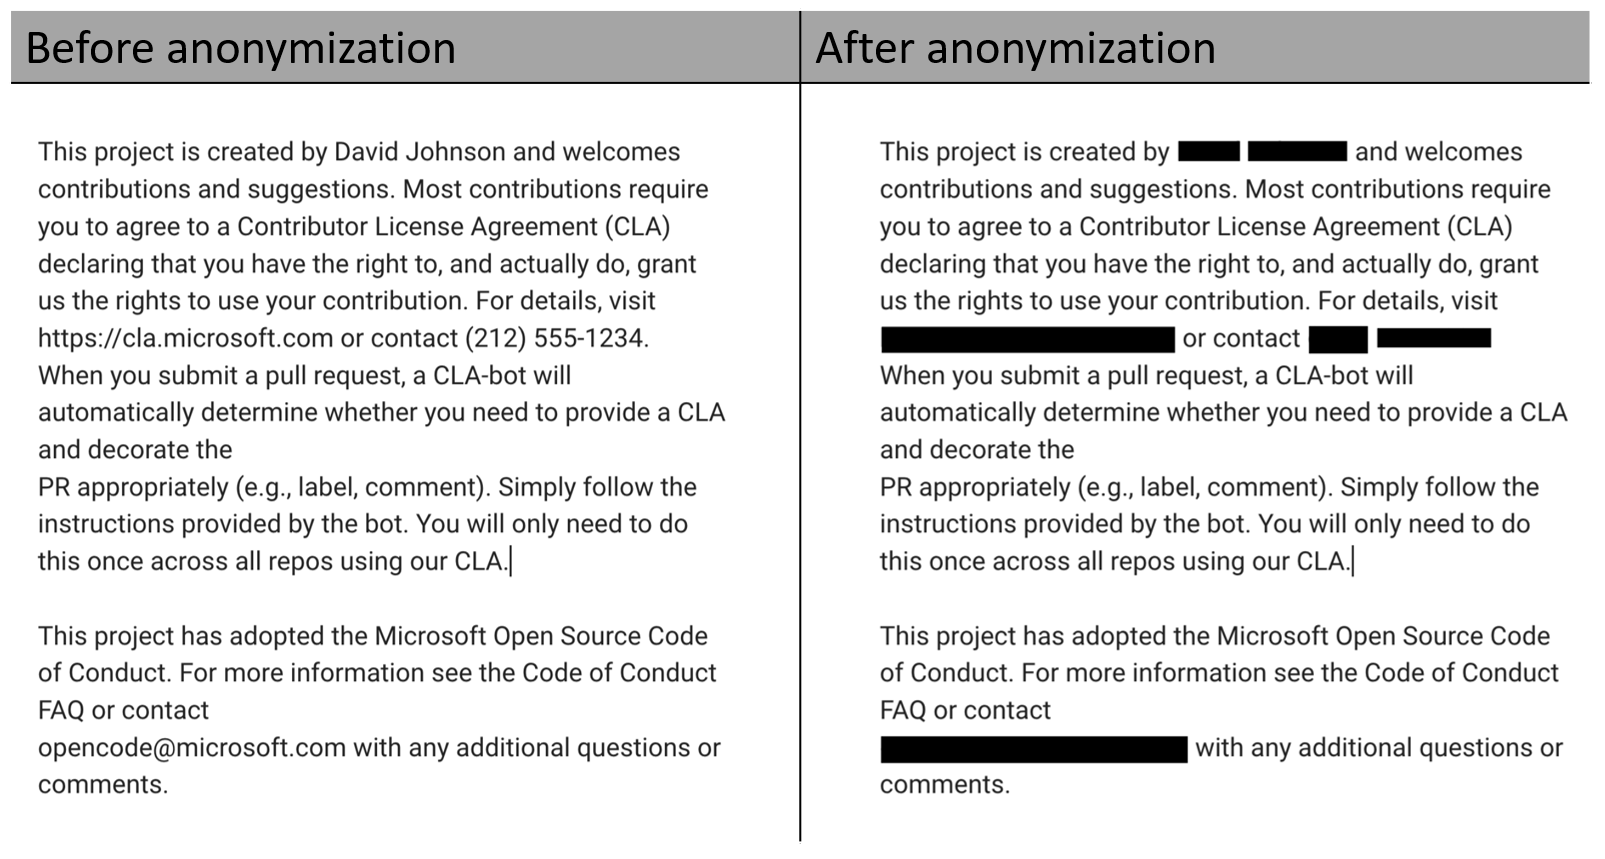 Before anonymization
This project is created by David Johnson and welcomes
contributions and suggestions. Most contributions require
you to agree to a Contributor License Agreement (CLA)
declaring that you have the right to, and actually do, grant
us the rights to use your contribution. For details, visit
https://cla.microsoft.com or contact (212) 555-1234.
When you submit a pull request, a CLA-bot will
automatically determine whether you need to provide a CLA
and decorate the
PR appropriately (e.g., label, comment). Simply follow the
instructions provided by the bot. You will only need to do
this once across all repos using our CLA.
This project has adopted the Microsoft Open Source Code
of Conduct. For more information see the Code of Conduct
FAQ or contact
opencode@microsoft.com with any additional questions or
comments.
After anonymization
This project is created by and welcomes
contributions and suggestions. Most contributions require
you to agree to a Contributor License Agreement (CLA)
declaring that you have the right to, and actually do, grant
us the rights to use your contribution. For details, visit
or contact
When you submit a pull request, a CLA-bot will
automatically determine whether you need to provide a CLA
and decorate the
PR appropriately (e.g., label, comment). Simply follow the
instructions provided by the bot. You will only need to do
this once across all repos using our CLA.
This project has adopted the Microsoft Open Source Code
of Conduct. For more information see the Code of Conduct
FAQ or contact
with any additional questions or
comments.